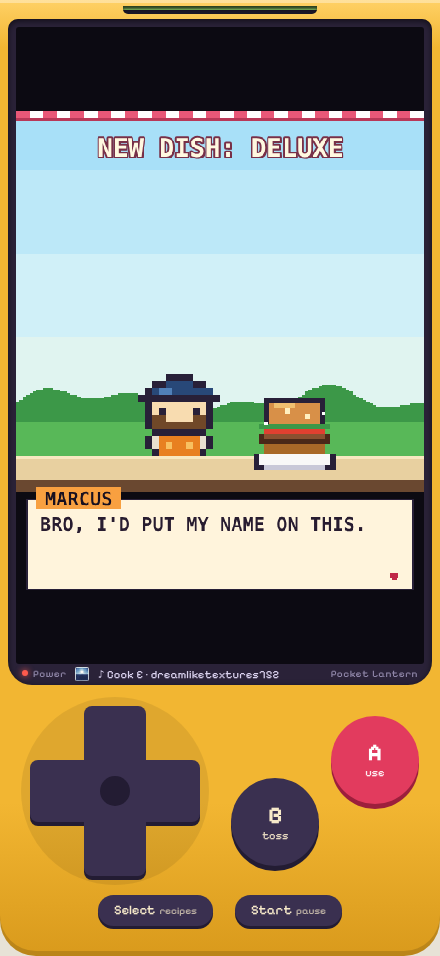 NEW DISH: DELUXE
MARCUS
BRO, I'D PUT MY NAME ON THIS.
Power
♪ Cook E · dreamliketextures792
Pocket Lantern
A
use
B
toss
Select recipes
Start pause